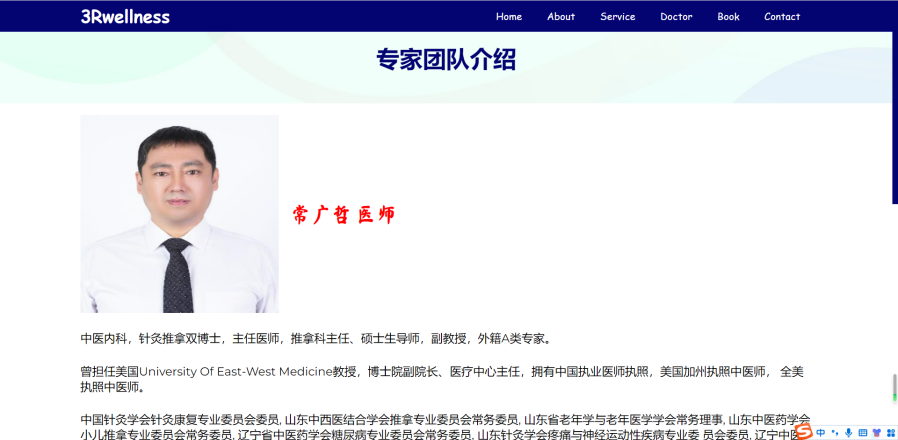 3Rwellness
Home About Service Doctor Book Contact
专家团队介绍
常广哲 医师
中医内科，针灸推拿双博士，主任医师，推拿科主任、硕士生导师，副教授，外籍A类专家。
曾担任美国University Of East-West Medicine教授，博士院副院长、医疗中心主任，拥有中国执业医师执照，美国加州执照中医师， 全美
执照中医师。
中国针灸学会针灸康复专业委员会委员, 山东中西医结合学会推拿专业委员会常务委员, 山东省老年学与老年医学学会常务理事, 山东中医药学会
小儿推拿专业委员会常务委员, 辽宁省中医药学会糖尿病专业委员会常务委员, 山东针灸学会疼痛与神经运动性疾病专业委 员会委员, 辽宁中医
中